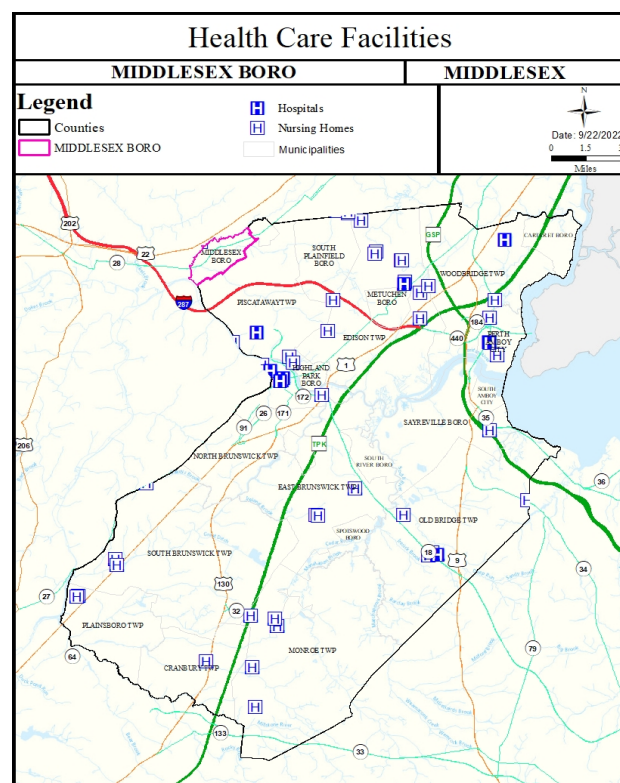 Health Care Facilities
MIDDLESEX BORO
MIDDLESEX
Legend
Counties
MIDDLESEX BORO
H Hospitals
H Nursing Homes
Municipalities
N
Date: 9/22/2022
0 1.5
Miles
202
22
28
287
MIDDLESEX
BORO
SOUTH
PLAINFIELD
BORO
GSP
CARTERET BORO
WOODBRIDGE TWP
METUCHEN
BORO
PISCATAWAY TWP
EDISON TWP
184
440
1
HIGHLAND
PARK
BORO
172
26
171
91
SOUTH
AMBOY
CITY
35
SAYREVILLE BORO
206
NORTH BRUNSWICK TWP
TPK
SOUTH
RIVER BORO
36
EAST BRUNSWICK TWP
OLD BRIDGE TWP
SPOTSWOOD
BORO
18
9
SOUTH BRUNSWICK TWP
34
130
27
32
PLAINSBORO TWP
64
MONROE TWP
79
CRANBURY TWP
133
33